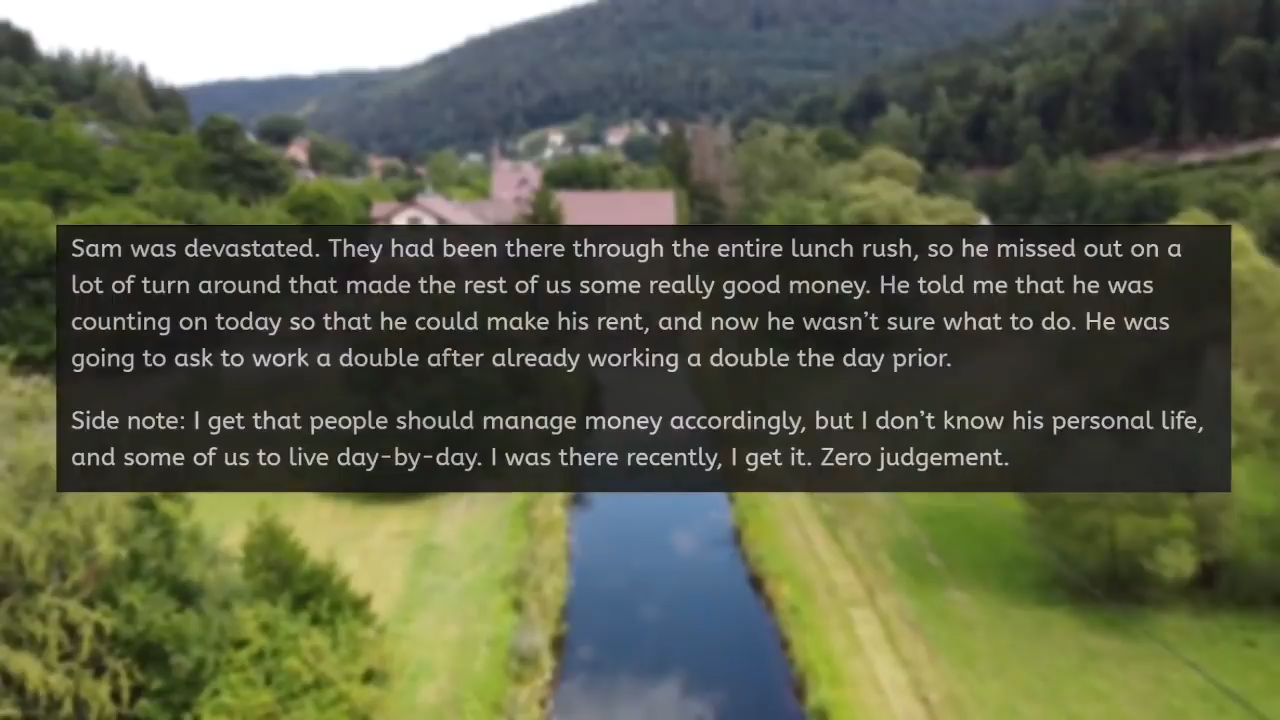 Sam was devastated. They had been there through the entire lunch rush, so he missed out on a
lot of turn around that made the rest of us some really good money. He told me that he was
counting on today so that he could make his rent, and now he wasn’t sure what to do. He was
going to ask to work a double after already working a double the day prior.
Side note: I get that people should manage money accordingly, but I don’t know his personal life,
and some of us to live day-by-day. I was there recently, I get it. Zero judgement.